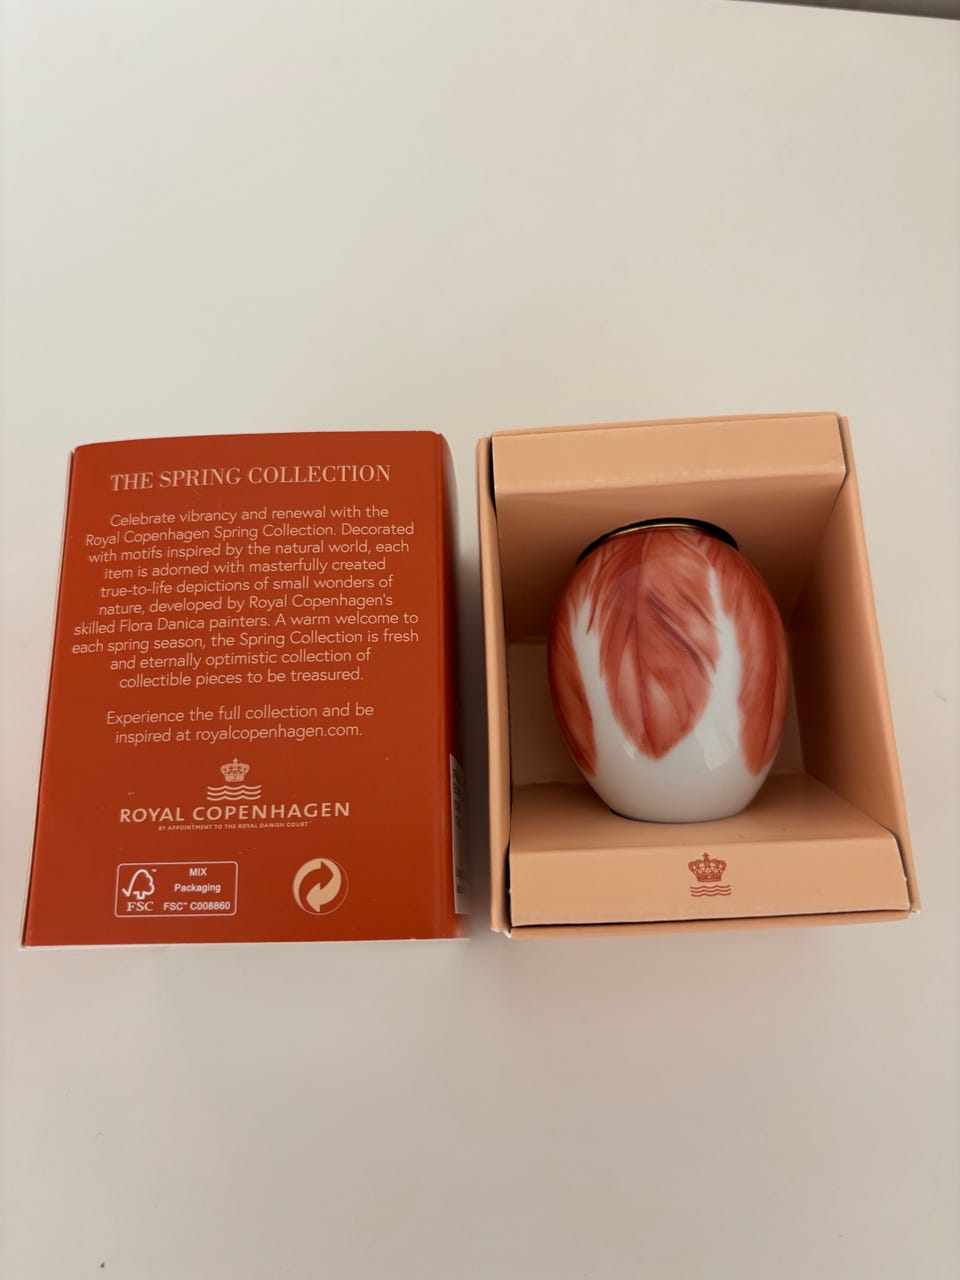 THE SPRING COLLECTION
Celebrate vibrancy and renewal with the
Royal Copenhagen Spring Collection. Decorated
with motifs inspired by the natural world, each
item is adorned with masterfully created
true-to-life depictions of small wonders of
nature, developed by Royal Copenhagen's
skilled Flora Danica painters. A warm welcome to
each spring season, the Spring Collection is fresh
and eternally optimistic collection of
collectible pieces to be treasured.
Experience the full collection and be
inspired at royalcopenhagen.com.
ROYAL COPENHAGEN
BY APPOINTMENT TO THE ROYAL DANISH COURT
FSC
MIX
Packaging
FSC™ C008860